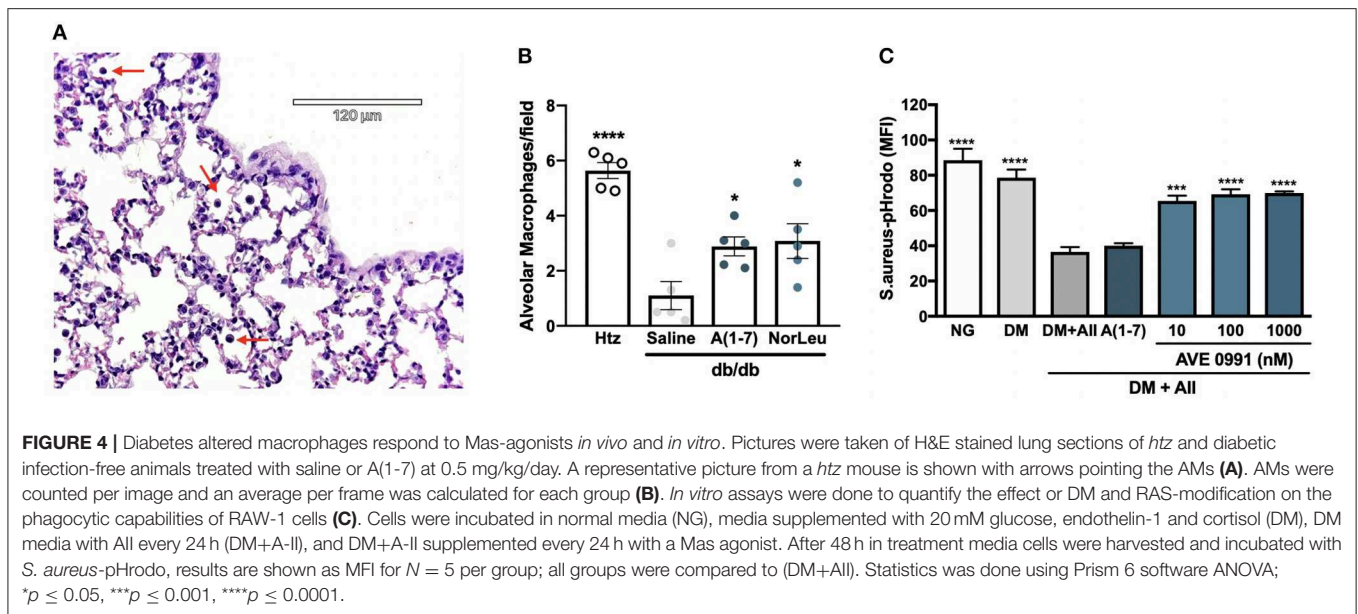 A
120 µm
B
Alveolar Macrophages/field
8
6
4
2
0
****
*
*
Htz
Saline
A(1-7)
NorLeu
db/db
C
S.aureus-pHrodo (MFI)
120
100
80
60
40
20
0
****
****
***
****
****
NG
DM
DM+AII
A(1-7)
10
100
1000
AVE 0991 (nM)
DM + AII
FIGURE 4 | Diabetes altered macrophages respond to Mas-agonists in vivo and in vitro. Pictures were taken of H&E stained lung sections of htz and diabetic
infection-free animals treated with saline or A(1-7) at 0.5 mg/kg/day. A representative picture from a htz mouse is shown with arrows pointing the AMs (A). AMs were
counted per image and an average per frame was calculated for each group (B). In vitro assays were done to quantify the effect or DM and RAS-modification on the
phagocytic capabilities of RAW-1 cells (C). Cells were incubated in normal media (NG), media supplemented with 20 mM glucose, endothelin-1 and cortisol (DM), DM
media with AII every 24 h (DM+A-II), and DM+A-II supplemented every 24 h with a Mas agonist. After 48 h in treatment media cells were harvested and incubated with
S. aureus-pHrodo, results are shown as MFI for N = 5 per group; all groups were compared to (DM+AII). Statistics was done using Prism 6 software ANOVA;
*p ≤ 0.05, ***p ≤ 0.001, ****p ≤ 0.0001.